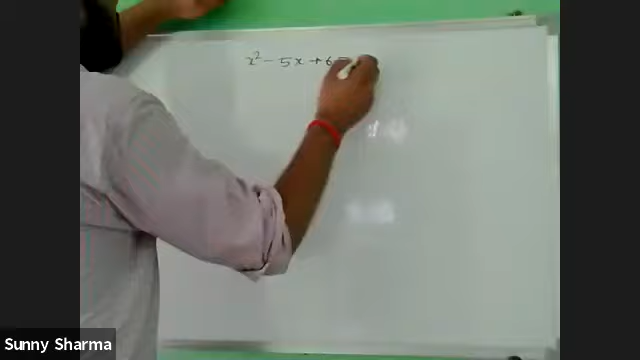 x² - 5x + 6 =
Sunny Sharma